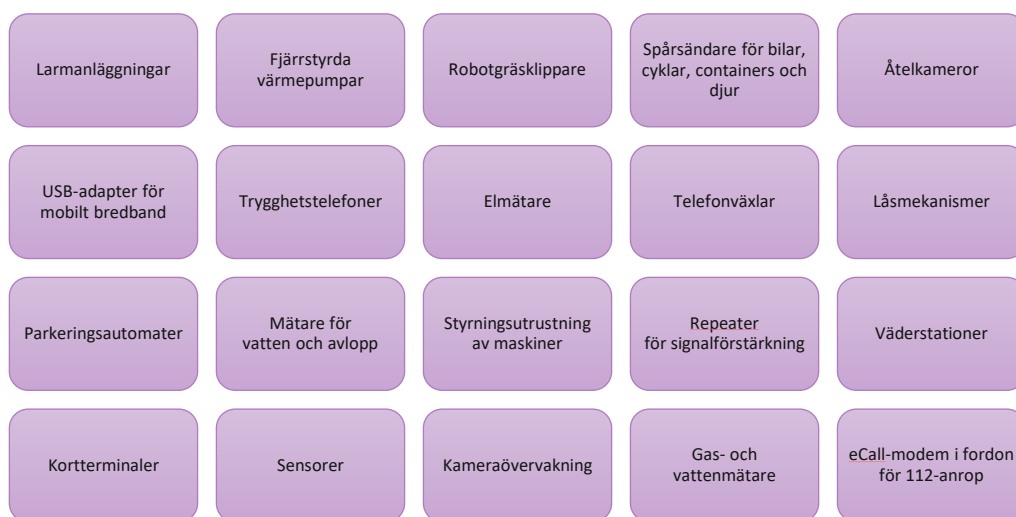 Larmanläggningar
Fjärrstyrda
värmepumpar
Robotgräsklippare
Spårsändare för bilar,
cyklar, containers och
djur
Åtelkameror
USB-adapter för
mobilt bredband
Trygghetstelefoner
Elmätare
Telefonväxlar
Låsmekanismer
Parkeringsautomater
Mätare för
vatten och avlopp
Styrningsutrustning
av maskiner
Repeater
för signalförstärkning
Väderstationer
Kortterminaler
Sensorer
Kameraövervakning
Gas- och
vattenmätare
eCall-modem i fordon
för 112-anrop